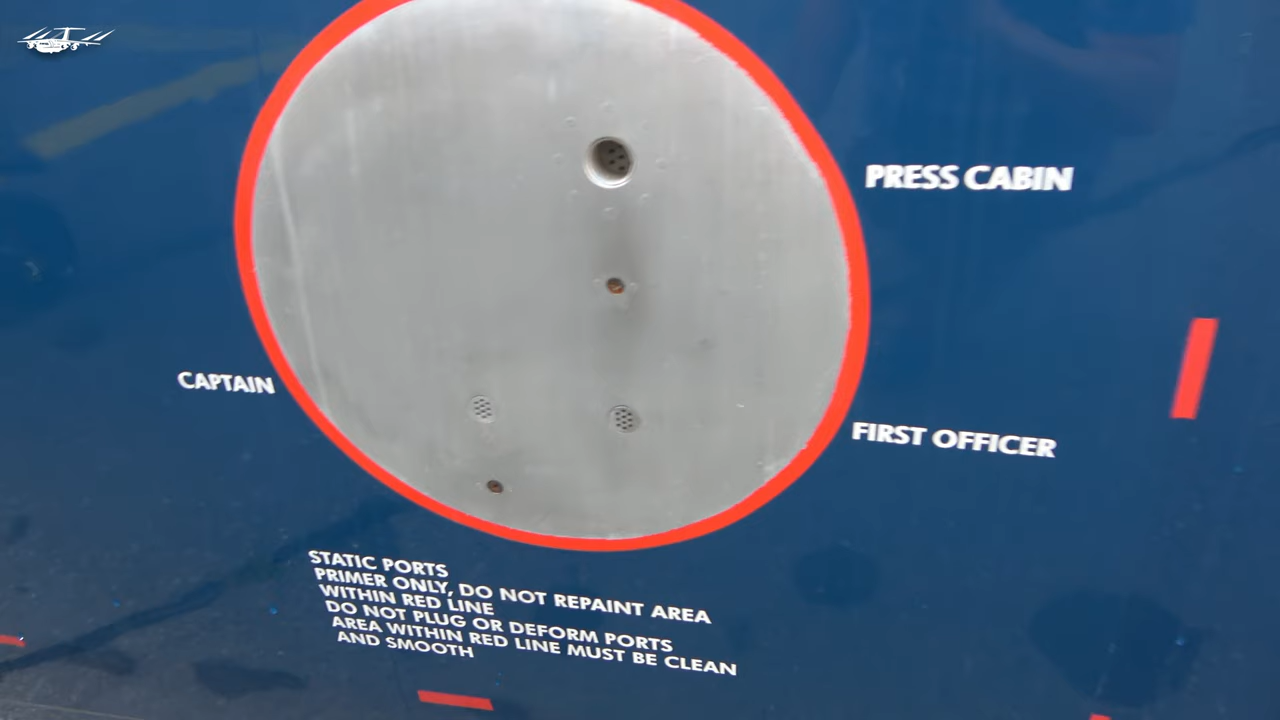 PRESS CABIN
CAPTAIN
FIRST OFFICER
STATIC PORTS
PRIMER ONLY, DO NOT REPAINT AREA
WITHIN RED LINE
DO NOT PLUG OR DEFORM PORTS
AREA WITHIN RED LINE MUST BE CLEAN
AND SMOOTH